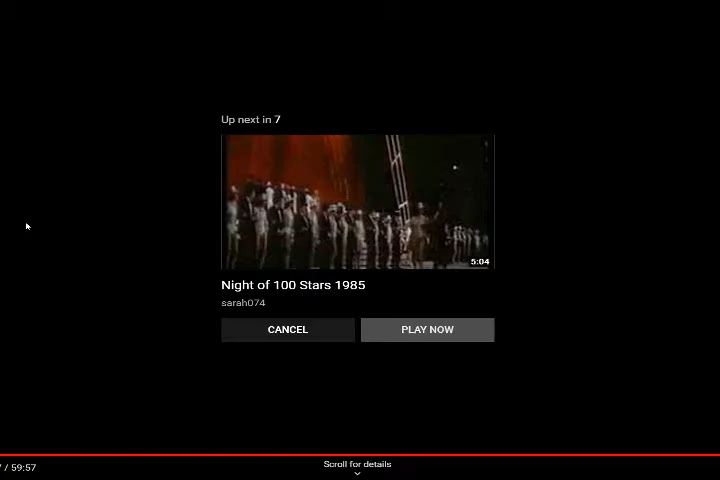 Up next in 7
5:04
Night of 100 Stars 1985
sarah074
CANCEL PLAY NOW
/ 59:57
Scroll for details